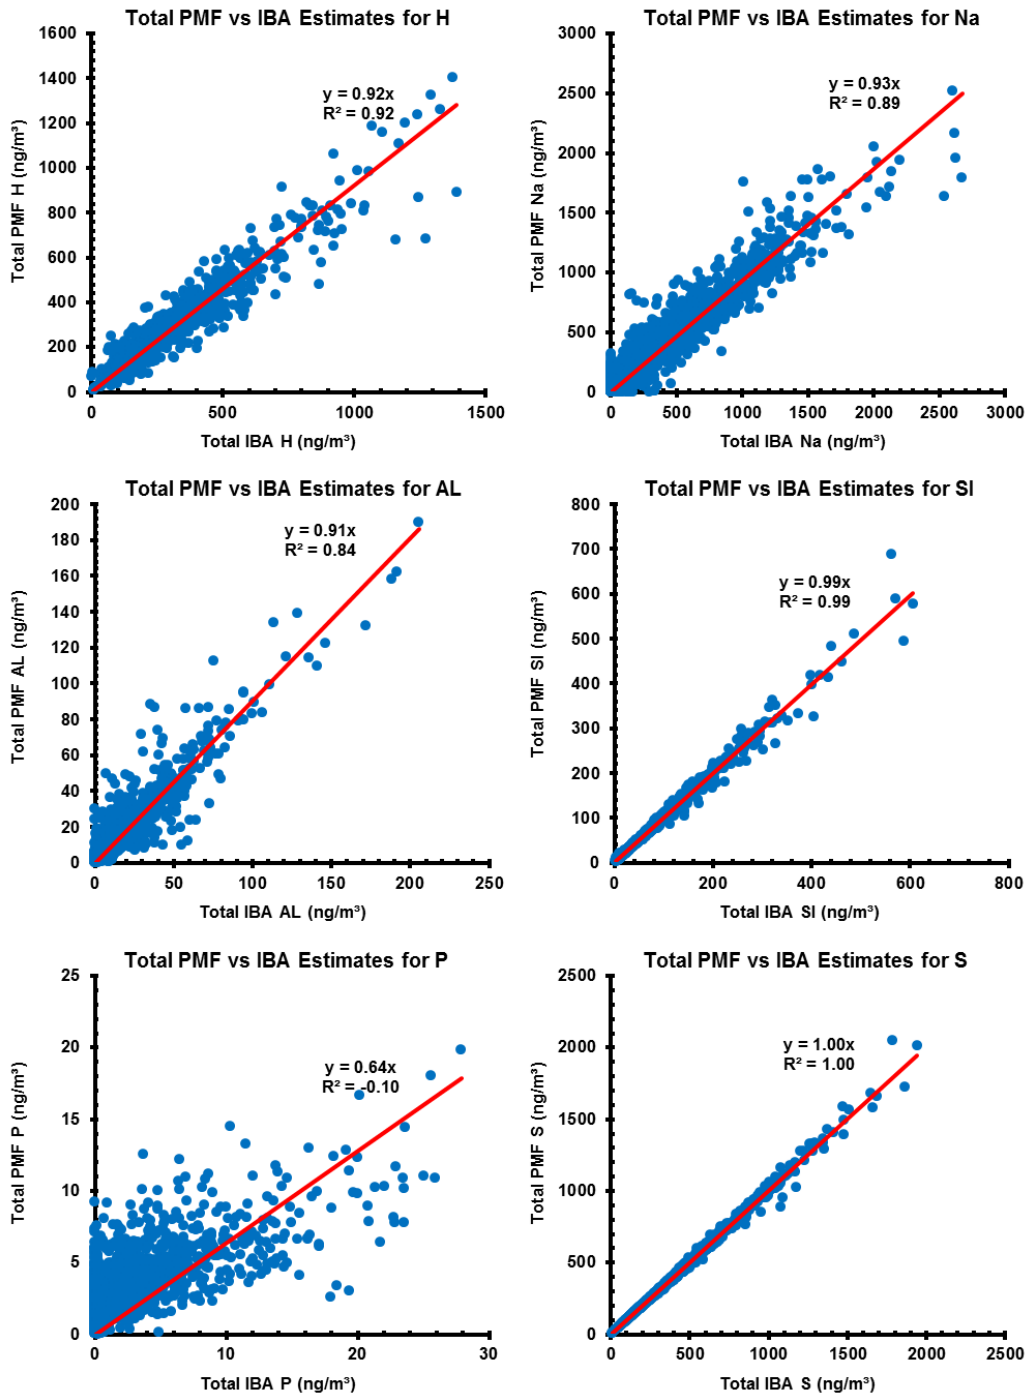 Total PMF vs IBA Estimates for H
1600
1400
1200
1000
800
600
400
200
0
Total PMF H (ng/m³)
y = 0.92x
R² = 0.92
0
500
1000
1500
Total IBA H (ng/m³)
Total PMF vs IBA Estimates for Na
3000
2500
2000
1500
1000
500
0
Total PMF Na (ng/m³)
y = 0.93x
R² = 0.89
0
500
1000
1500
2000
2500
3000
Total IBA Na (ng/m³)
Total PMF vs IBA Estimates for AL
200
180
160
140
120
100
80
60
40
20
0
Total PMF AL (ng/m³)
y = 0.91x
R² = 0.84
0
50
100
150
200
250
Total IBA AL (ng/m³)
Total PMF vs IBA Estimates for SI
800
700
600
500
400
300
200
100
0
Total PMF SI (ng/m³)
y = 0.99x
R² = 0.99
0
200
400
600
800
Total IBA SI (ng/m³)
Total PMF vs IBA Estimates for P
25
20
15
10
5
0
Total PMF P (ng/m³)
y = 0.64x
R² = -0.10
0
10
20
30
Total IBA P (ng/m³)
Total PMF vs IBA Estimates for S
2500
2000
1500
1000
500
0
Total PMF S (ng/m³)
y = 1.00x
R² = 1.00
0
500
1000
1500
2000
2500
Total IBA S (ng/m³)